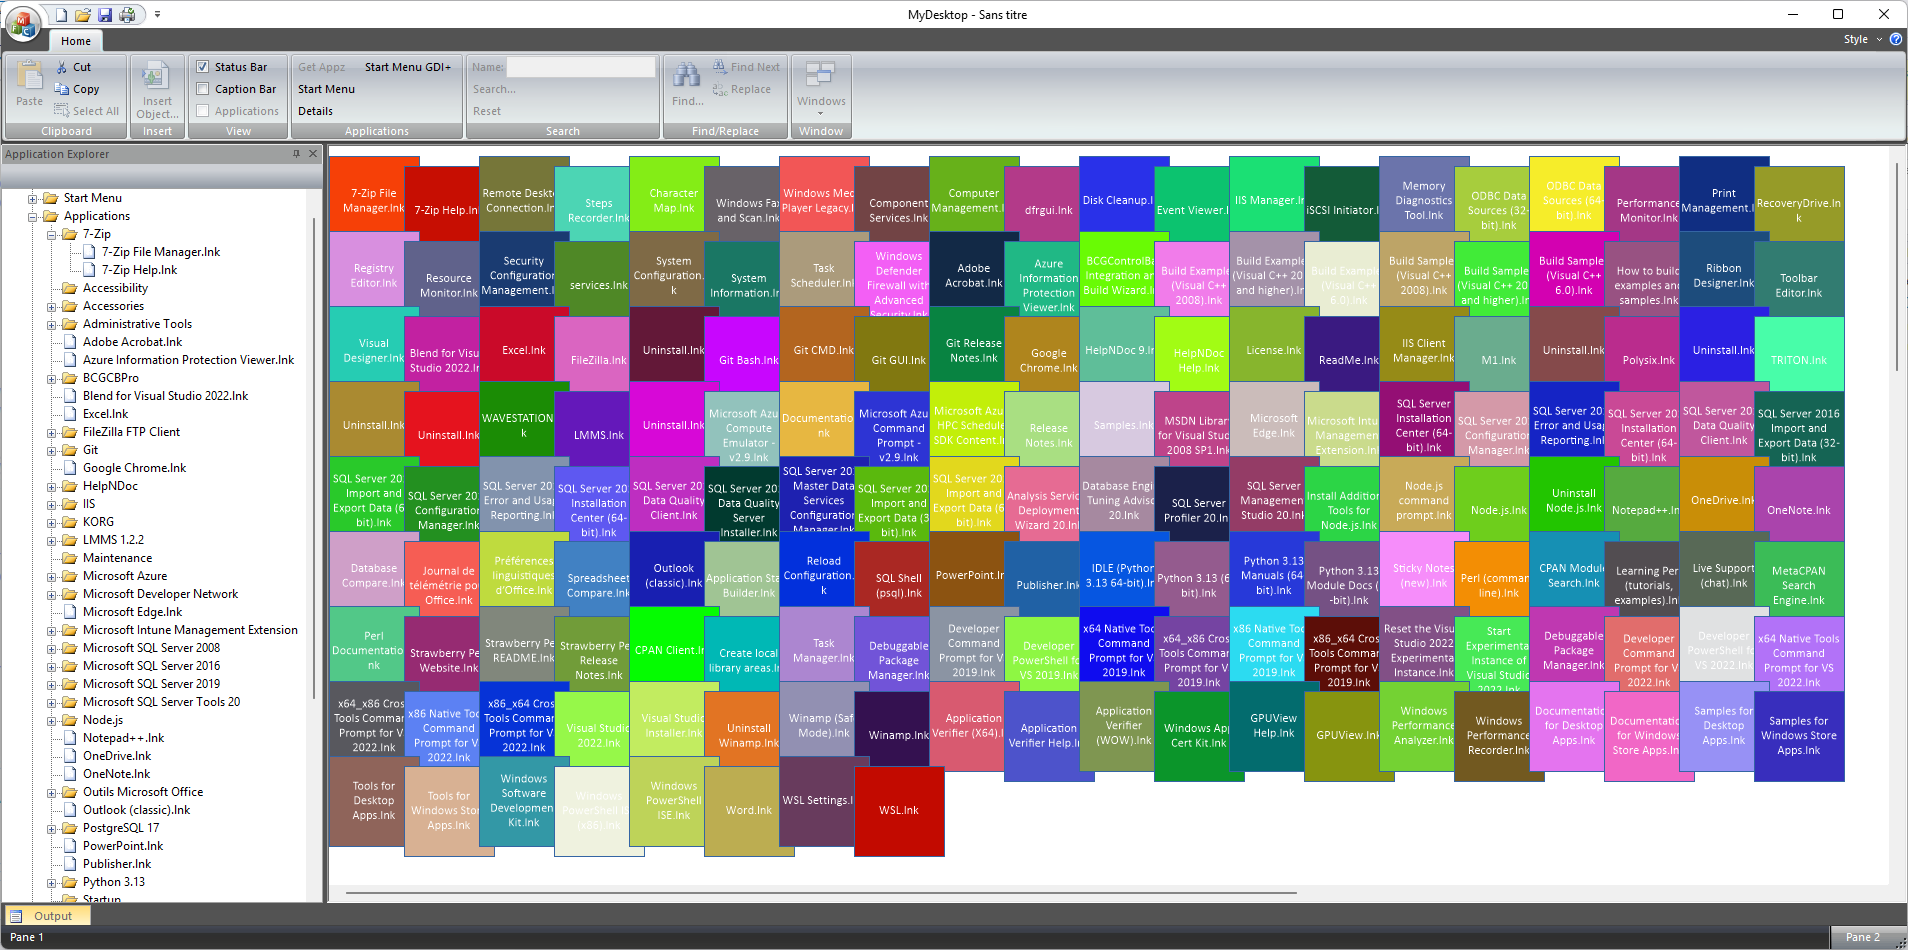 MyDesktop - Sans titre
Home
Style
Paste
Cut
Copy
Select All
Clipboard
Insert
Object...
Insert
Status Bar
Caption Bar
Applications
View
Get Appz
Start Menu GDI+
Start Menu
Details
Applications
Name:
Search...
Reset
Search
Find...
Find Next
Replace
Find/Replace
Windows
Window
Application Explorer
Start Menu
Applications
7-Zip
7-Zip File Manager.lnk
7-Zip Help.lnk
Accessibility
Accessories
Administrative Tools
Adobe Acrobat.lnk
Azure Information Protection Viewer.lnk
BCGCBPro
Blend for Visual Studio 2022.lnk
Excel.lnk
FileZilla FTP Client
Git
Google Chrome.lnk
HelpNDoc
IIS
KORG
LMMS 1.2.2
Maintenance
Microsoft Azure
Microsoft Developer Network
Microsoft Edge.lnk
Microsoft Intune Management Extension
Microsoft SQL Server 2008
Microsoft SQL Server 2016
Microsoft SQL Server 2019
Microsoft SQL Server Tools 20
Node.js
Notepad++.lnk
OneDrive.lnk
OneNote.lnk
Outils Microsoft Office
Outlook (classic).lnk
PostgreSQL 17
PowerPoint.lnk
Publisher.lnk
Python 3.13
Startup
7-Zip File
Manager.lnk
7-Zip Help.lnk
Remote Deskto
Connection.ln
Steps
Recorder.lnk
Character
Map.lnk
Windows Fax
and Scan.lnk
Windows Med
Player Legacy.l
Component
Services.lnk
Computer
Management.l
dfrgui.lnk
Disk Cleanup.l
Event Viewer.l
IIS Manager.ln
iSCSI Initiator.l
Memory
Diagnostics
Tool.lnk
ODBC Data
Sources (32-
bit).lnk
ODBC Data
Sources (64-
bit).lnk
Performance
Monitor.lnk
Print
Management.l
RecoveryDrive.ln
k
Registry
Editor.lnk
Resource
Monitor.lnk
Security
Configuration
Management.l
services.lnk
System
Configuration.
k
System
Information.lnk
Task
Scheduler.lnk
Windows
Defender
Firewall with
Advanced
Security.lnk
Adobe
Acrobat.lnk
Azure
Information
Protection
Viewer.lnk
BCGControlBa
Integration and
Build Wizard.ln
Build Example
(Visual C++
2008).lnk
Build Example
(Visual C++ 20
and higher).ln
Build Example
(Visual C++
6.0).lnk
Build Sample
(Visual C++
2008).lnk
Build Sample
(Visual C++ 20
and higher).ln
Build Sample
(Visual C++
6.0).lnk
How to build
examples and
samples.lnk
Ribbon
Designer.lnk
Toolbar
Editor.lnk
Visual
Designer.lnk
Blend for Visu
Studio 2022.l
Excel.lnk
FileZilla.lnk
Uninstall.lnk
Git Bash.lnk
Git CMD.lnk
Git GUI.lnk
Git Release
Notes.lnk
Google
Chrome.lnk
HelpNDoc 9.l
HelpNDoc
Help.lnk
License.lnk
ReadMe.lnk
IIS Client
Manager.lnk
M1.lnk
Uninstall.lnk
Polysix.lnk
Uninstall.lnk
TRITON.lnk
Uninstall.lnk
Uninstall.lnk
WAVESTATION
k
LMMS.lnk
Uninstall.lnk
Microsoft Azu
Compute
Emulator -
v2.9.lnk
Documentatio
nk
Microsoft Azu
Command
Prompt -
v2.9.lnk
Microsoft Azu
HPC Schedule
SDK Content.l
Release
Notes.lnk
Samples.lnk
MSDN Library
for Visual Stud
2008 SP1.lnk
Microsoft
Edge.lnk
Microsoft Intu
Management
Extension.lnk
SQL Server
Installation
Center (64-
bit).lnk
SQL Server 20
Configuration
Manager.lnk
SQL Server 20
Error and Usag
Reporting.lnk
SQL Server 20
Installation
Center (64-
bit).lnk
SQL Server 20
Data Quality
Client.lnk
SQL Server 2016
Import and
Export Data (32-
bit).lnk
SQL Server 20
Import and
Export Data (6
bit).lnk
SQL Server 20
Configuration
Manager.lnk
SQL Server 20
Error and Usag
Reporting.lnk
SQL Server 20
Installation
Center (64-
bit).lnk
SQL Server 20
Data Quality
Client.lnk
SQL Server 20
Data Quality
Server
Installer.lnk
SQL Server 20
Master Data
Services
Configuration
Manager.lnk
SQL Server 20
Import and
Export Data (3
bit).lnk
SQL Server 20
Import and
Export Data (6
bit).lnk
Analysis Servic
Deployment
Wizard 20.lnk
Database Engi
Tuning Adviso
20.lnk
SQL Server
Profiler 20.lnk
SQL Server
Management
Studio 20.lnk
Install Addition
Tools for
Node.js.lnk
Node.js
command
prompt.lnk
Node.js.lnk
Uninstall
Node.js.lnk
Notepad++.ln
OneDrive.lnk
OneNote.lnk
Database
Compare.lnk
Journal de
télémétrie po
Office.lnk
Préférences
linguistiques
d'Office.lnk
Spreadsheet
Compare.lnk
Outlook
(classic).lnk
Application Sta
Builder.lnk
Reload
Configuration.
k
SQL Shell
(psql).lnk
PowerPoint.ln
Publisher.lnk
IDLE (Python
3.13 64-bit).ln
Python 3.13 (6
bit).lnk
Python 3.13
Manuals (64
bit).lnk
Python 3.13
Module Docs (
-bit).lnk
Sticky Notes
(new).lnk
Perl (comman
line).lnk
CPAN Module
Search.lnk
Learning Per
(tutorials,
examples).ln
Live Support
(chat).lnk
MetaCPAN
Search
Engine.lnk
Perl
Documentatio
nk
Strawberry Pe
Website.lnk
Strawberry Pe
README.lnk
Strawberry Pe
Release
Notes.lnk
CPAN Client.ln
Create local
library areas.ln
Task
Manager.lnk
Debuggable
Package
Manager.lnk
Developer
Command
Prompt for V
2019.lnk
Developer
PowerShell fo
VS 2019.lnk
x64 Native Too
Command
Prompt for V
2019.lnk
x64_x86 Cros
Tools Comman
Prompt for V
2019.lnk
x86 Native Too
Command
Prompt for V
2019.lnk
x86_x64 Cros
Tools Comman
Prompt for V
2019.lnk
Reset the Visu
Studio 2022
Experimenta
Instance.lnk
Start
Experimenta
Instance of
Visual Studio
2022.lnk
Debuggable
Package
Manager.lnk
Developer
Command
Prompt for V
2022.lnk
Developer
PowerShell for
VS 2022.lnk
x64 Native Tools
Command
Prompt for VS
2022.lnk
x64_x86 Cros
Tools Comman
Prompt for V
2022.lnk
x86 Native Too
Command
Prompt for V
2022.lnk
x86_x64 Cros
Tools Comma
Prompt for V
2022.lnk
Visual Studio
2022.lnk
Visual Studio
Installer.lnk
Uninstall
Winamp.lnk
Winamp (Saf
Mode).lnk
Winamp.lnk
Application
Verifier (X64).l
Application
Verifier Help.ln
Application
Verifier
(WOW).lnk
Windows App
Cert Kit.lnk
GPUView
Help.lnk
GPUView.lnk
Windows
Performance
Analyzer.lnk
Windows
Performance
Recorder.lnk
Documentatio
for Desktop
Apps.lnk
Documentatio
for Windows
Store Apps.lnk
Samples for
Desktop
Apps.lnk
Samples for
Windows Store
Apps.lnk
Tools for
Desktop
Apps.lnk
Tools for
Windows Stor
Apps.lnk
Windows
Software
Developmen
Kit.lnk
Windows
PowerShell IS
(x86).lnk
Windows
PowerShell
ISE.lnk
Word.lnk
WSL Settings.l
WSL.lnk
Output
Pane 1
Pane 2